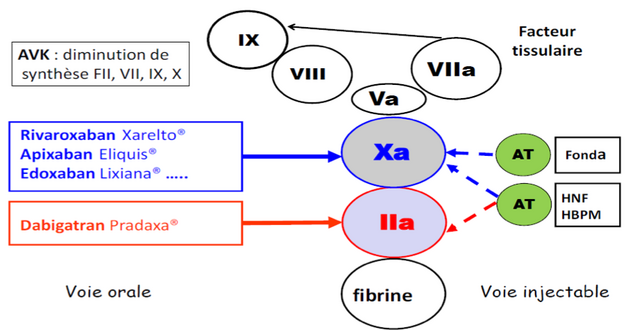 IX
Facteur
tissulaire
AVK : diminution de
synthèse FII, VII, IX, X
VIII
VIIa
Va
Rivaroxaban Xarelto®
Apixaban Eliquis®
Edoxaban Lixiana® .....
Xa
AT
Fonda
AT
HNF
HBPM
Dabigatran Pradaxa®
IIa
Voie orale
fibrine
Voie injectable